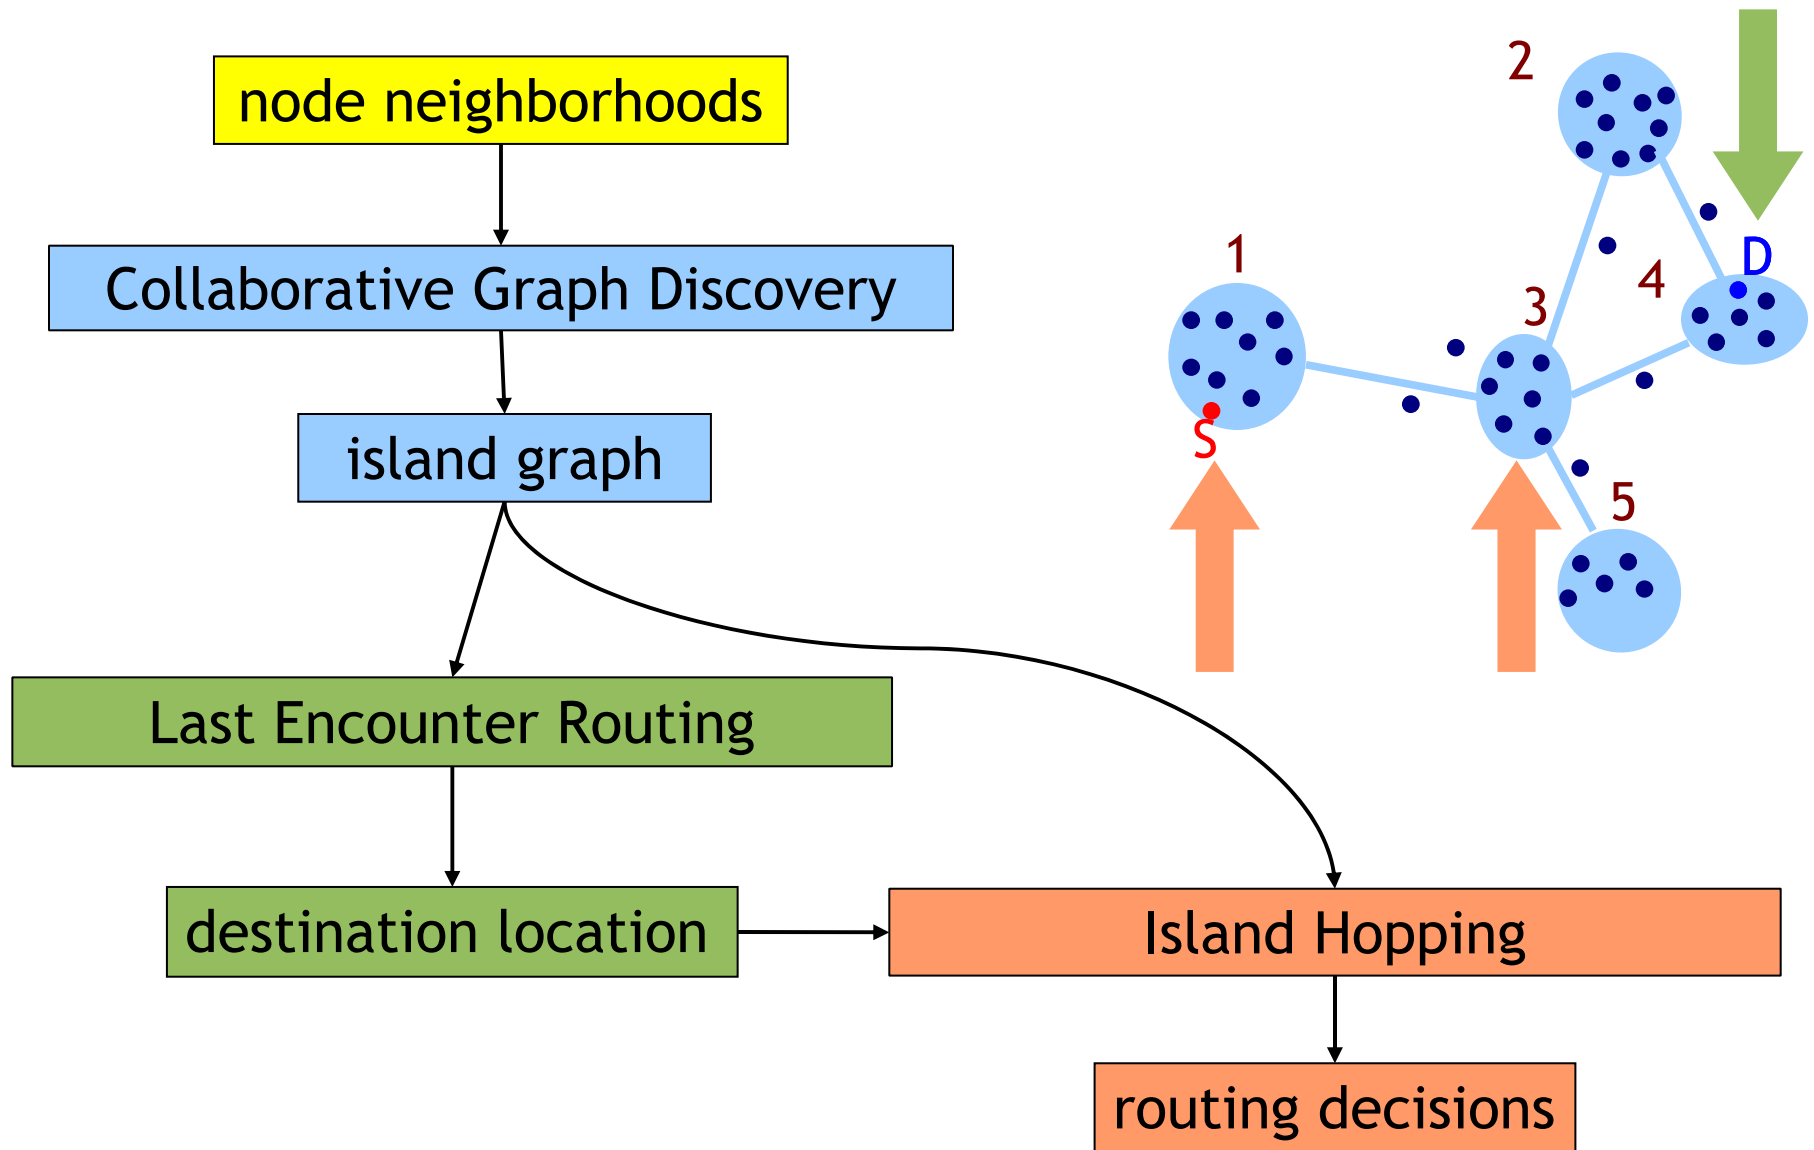 node neighborhoods
Collaborative Graph Discovery
island graph
Last Encounter Routing
destination location
Island Hopping
routing decisions
1
2
3
4
5
S
D